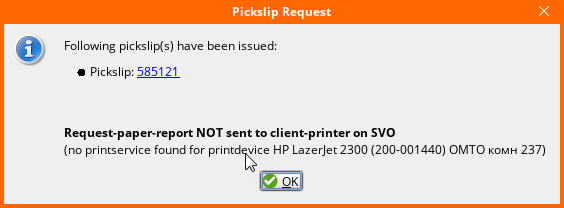 Pickslip Request
Following pickslip(s) have been issued:
Pickslip: 585121
Request-paper-report NOT sent to client-printer on SVO
(no printservice found for printdevice HP LazerJet 2300 (200-001440) ОМТО комн 237)
OK